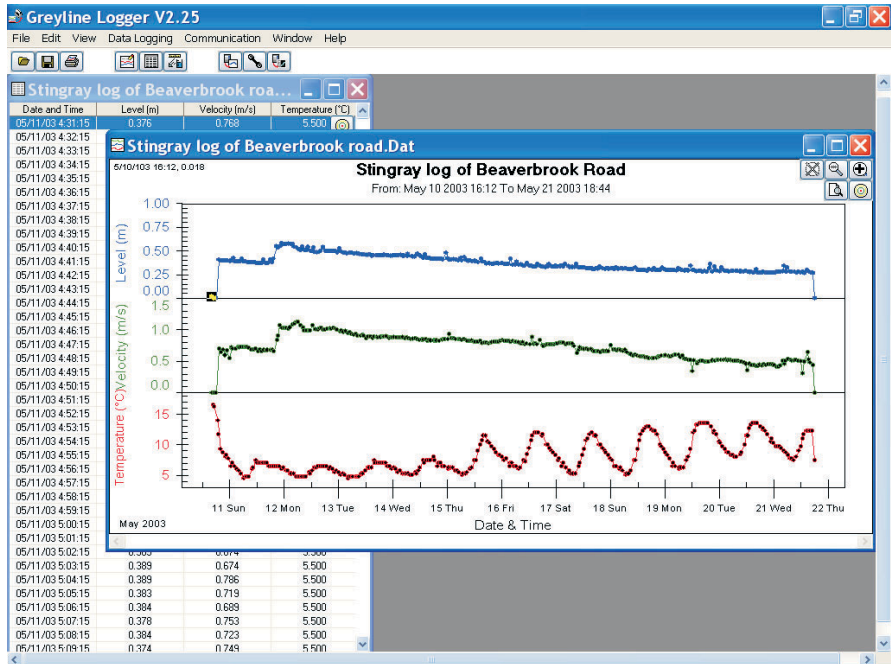 Greyline Logger V2.25
File Edit View Data Logging Communication Window Help
Stingray log of Beaverbrook roa...
Date and Time Level (m) Velocity (m/s) Temperature (°C)
05/11/03 4:31:15 0.376 0.768 5.500
05/11/03 4:32:15
05/11/03 4:33:15
05/11/03 4:34:15
05/11/03 4:35:15
05/11/03 4:36:15
05/11/03 4:37:15
05/11/03 4:38:15
05/11/03 4:39:15
05/11/03 4:40:15
05/11/03 4:41:15
05/11/03 4:42:15
05/11/03 4:43:15
05/11/03 4:44:15
05/11/03 4:45:15
05/11/03 4:46:15
05/11/03 4:47:15
05/11/03 4:48:15
05/11/03 4:49:15
05/11/03 4:50:15
05/11/03 4:51:15
05/11/03 4:52:15
05/11/03 4:53:15
05/11/03 4:54:15
05/11/03 4:55:15
05/11/03 4:56:15
05/11/03 4:57:15
05/11/03 4:58:15
05/11/03 4:59:15
05/11/03 5:00:15
05/11/03 5:01:15
05/11/03 5:02:15
05/11/03 5:03:15 0.389 0.674 5.500
05/11/03 5:04:15 0.389 0.786 5.500
05/11/03 5:05:15 0.383 0.719 5.500
05/11/03 5:06:15 0.384 0.689 5.500
05/11/03 5:07:15 0.378 0.753 5.500
05/11/03 5:08:15 0.384 0.723 5.500
05/11/03 5:09:15 0.374 0.749 5.500
Stingray log of Beaverbrook road.Dat
5/10/103 16:12, 0.018
Stingray log of Beaverbrook Road
From: May 10 2003 16:12 To May 21 2003 18:44
Level (m)
1.00
0.75
0.50
0.25
0.00
Velocity (m/s)
1.5
1.0
0.5
0.0
Temperature (°C)
15
10
5
11 Sun 12 Mon 13 Tue 14 Wed 15 Thu 16 Fri 17 Sat 18 Sun 19 Mon 20 Tue 21 Wed 22 Thu
May 2003
Date & Time